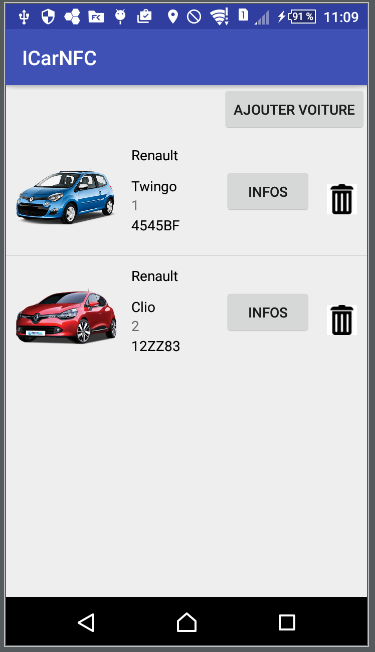 91 %
11:09
ICarNFC
AJOUTER VOITURE
Renault
Twingo
1
4545BF
INFOS
Renault
Clio
2
12ZZ83
INFOS